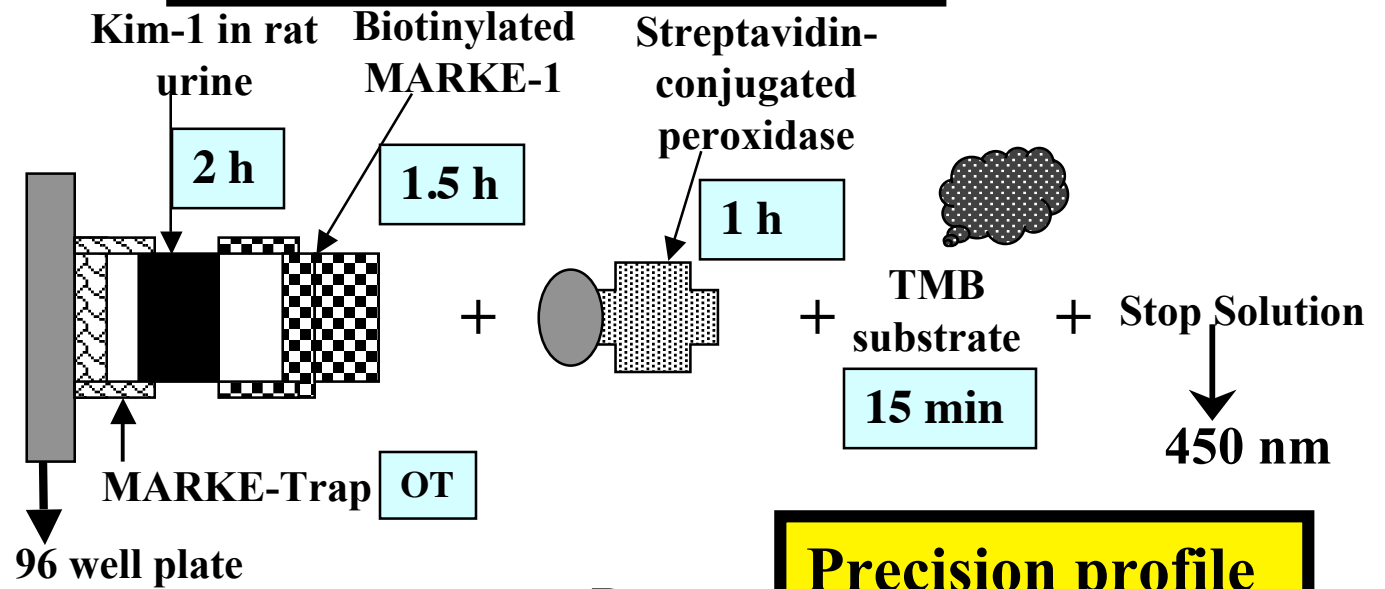 Kim-1 in rat
urine
Biotinylated
MARKE-1
Streptavidin-
conjugated
peroxidase
2 h
1.5 h
1 h
+
+
TMB
substrate
+
Stop Solution
15 min
450 nm
MARKE-Trap
OT
96 well plate
Precision profile